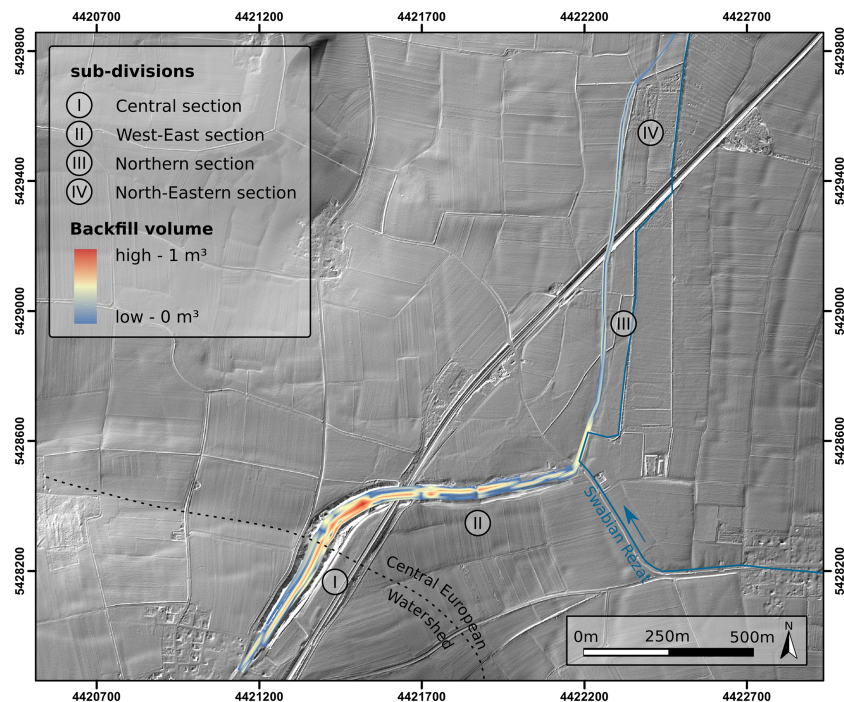 4420700 4421200 4421700 4422200 4422700
5429800 5429800
sub-divisions
I Central section
II West-East section
III Northern section
IV North-Eastern section
Backfill volume
high - 1 m³
low - 0 m³
IV
5429400 5429400
5429000 5429000
III
5428600 5428600
II
Swabian Rezat
I
Central European
Watershed
5428200 5428200
0m 250m 500m
N
4420700 4421200 4421700 4422200 4422700